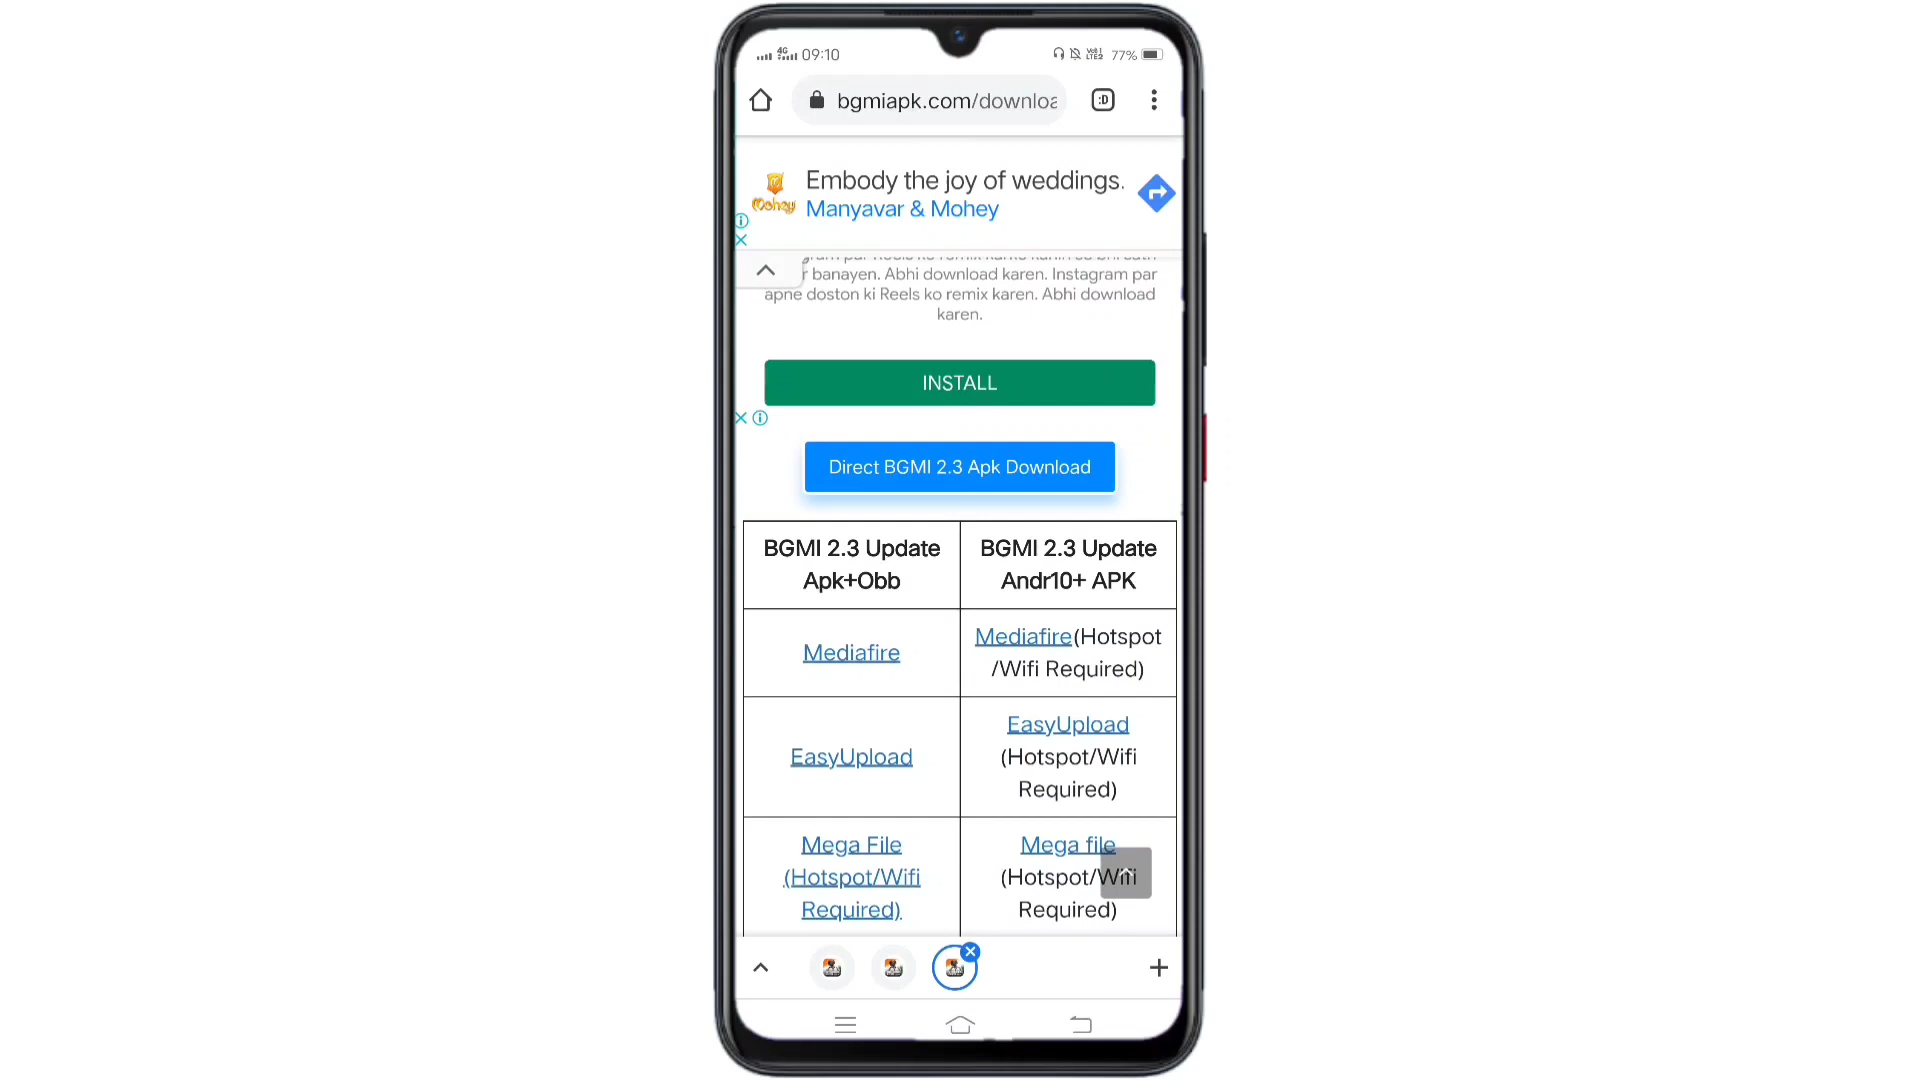 4G 09:10 77%
bgmiapk.com/downloa
:D
Embody the joy of weddings.
Mohey Manyavar & Mohey
r banayen. Abhi download karen. Instagram par
apne doston ki Reels ko remix karen. Abhi download
karen.
INSTALL
Direct BGMI 2.3 Apk Download
BGMI 2.3 Update
Apk+Obb
BGMI 2.3 Update
Andr10+ APK
Mediafire
Mediafire(Hotspot
/Wifi Required)
EasyUpload
EasyUpload
(Hotspot/Wifi
Required)
Mega File
(Hotspot/Wifi
Required)
Mega file
(Hotspot/Wifi
Required)